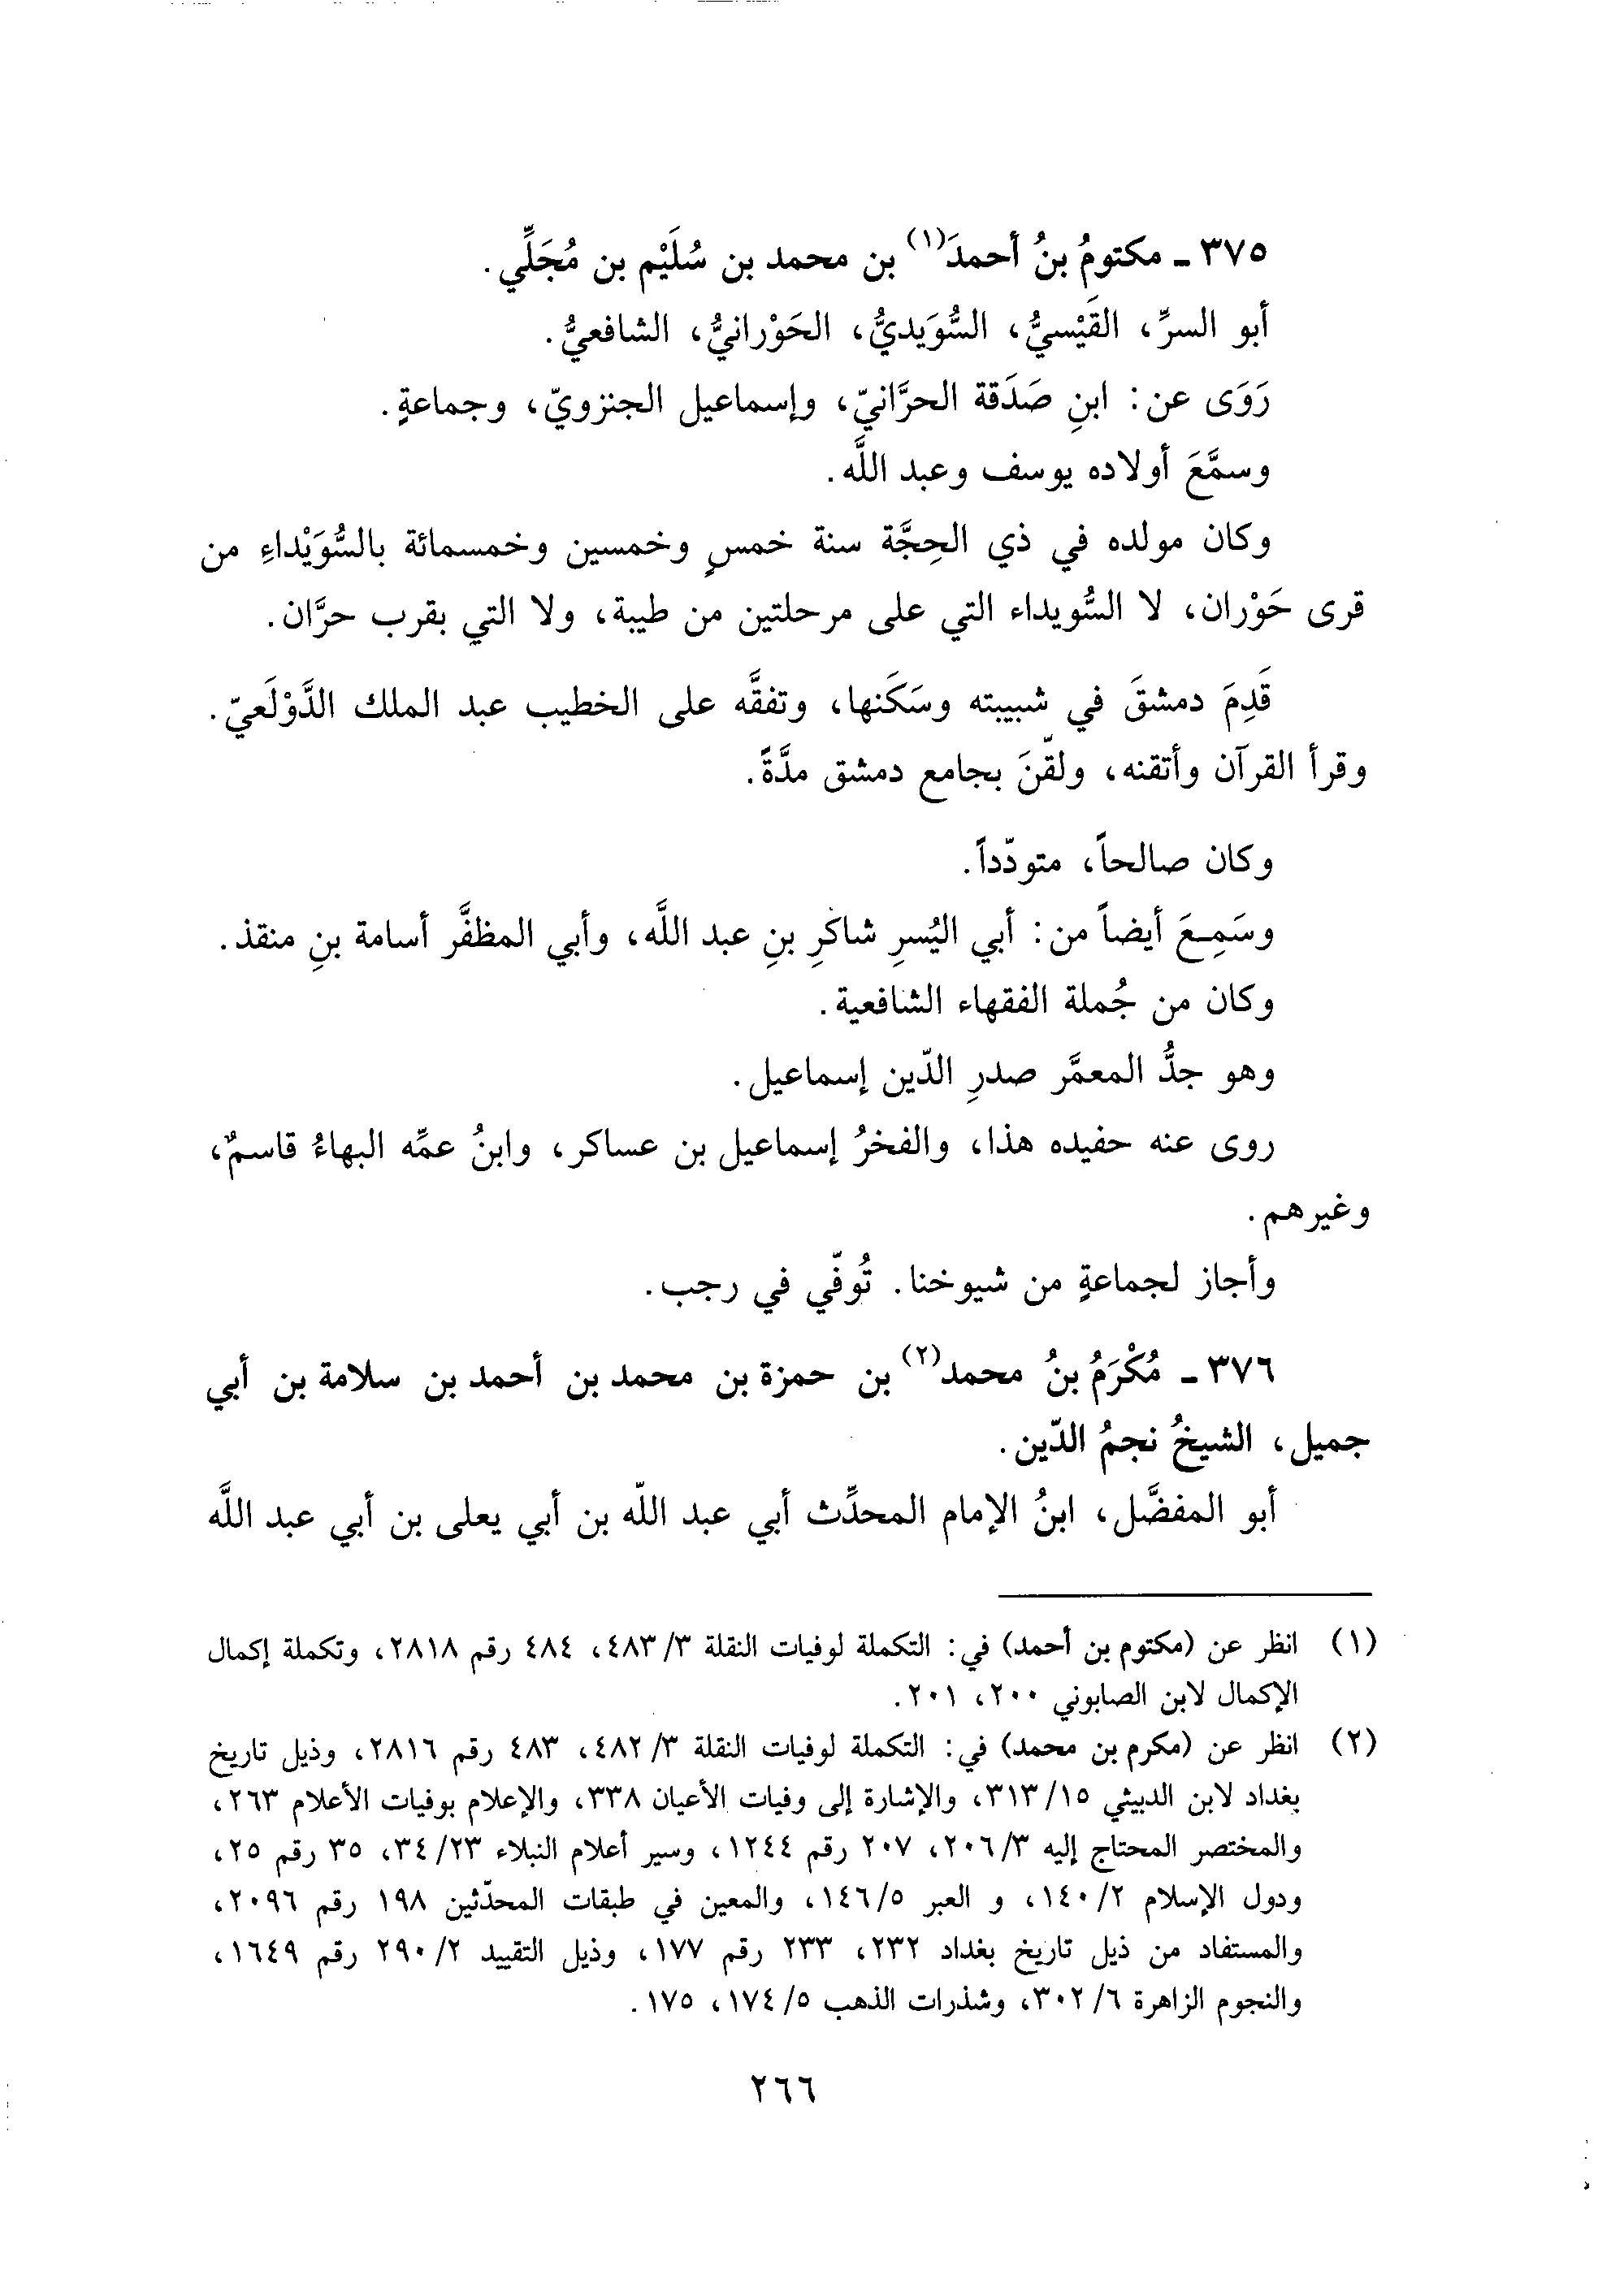 ٣٧٥ ـ مكتومُ بنُ أحمدَ(١) بن محمد بن سُلَيْم بن مُجَلِّي.
أبو السرِّ، القَيْسيُّ، السُّوَيديُّ، الحَوْرانيُّ، الشافعيُّ.
رَوَى عن: ابنِ صَدَقة الحرَّانيّ، وإسماعيل الجنزويّ، وجماعةٍ.
وسمَّعَ أولاده يوسف وعبد اللَّه.
وكان مولده في ذي الحِجَّة سنة خمسٍ وخمسين وخمسمائة بالسُّوَيْداءِ من
قرى حَوْران، لا السُّويداء التي على مرحلتين من طيبة، ولا التي بقرب حرَّان.
قَدِمَ دمشقَ في شبيبته وسَكَنها، وتفقَّه على الخطيب عبد الملك الدَّوْلَعيّ.
وقرأ القرآن وأتقنه، ولقّنَ بجامع دمشق مدَّةً.
وكان صالحاً، متودّداً.
وسَمِعَ أيضاً من: أبي اليُسرِ شاكرِ بنِ عبد اللَّه، وأبي المظفَّر أسامة بنِ منقذ.
وكان من جُملة الفقهاء الشافعية.
وهو جدُّ المعمَّر صدرِ الدّين إسماعيل.
روى عنه حفيده هذا، والفخرُ إسماعيل بن عساكر، وابنُ عمِّه البهاءُ قاسمٌ،
وغيرهم.
وأجاز لجماعةٍ من شيوخنا. تُوفّي في رجب.
٣٧٦ ـ مُكْرَمُ بنُ محمد(٢) بن حمزة بن محمد بن أحمد بن سلامة بن أبي
جميل، الشيخُ نجمُ الدّين.
أبو المفضَّل، ابنُ الإمام المحدِّث أبي عبد اللّه بن أبي يعلى بن أبي عبد اللَّه
(١) انظر عن (مكتوم بن أحمد) في: التكملة لوفيات النقلة ٣/ ٤٨٣، ٤٨٤ رقم ٢٨١٨، وتكملة إكمال
الإكمال لابن الصابوني ٢٠٠، ٢٠١.
(٢) انظر عن (مكرم بن محمد) في: التكملة لوفيات النقلة ٣/ ٤٨٢، ٤٨٣ رقم ٢٨١٦، وذيل تاريخ
بغداد لابن الدبيثي ١٥/ ٣١٣، والإشارة إلى وفيات الأعيان ٣٣٨، والإعلام بوفيات الأعلام ٢٦٣،
والمختصر المحتاج إليه ٣/ ٢٠٦، ٢٠٧ رقم ١٢٤٤، وسير أعلام النبلاء ٢٣/ ٣٤، ٣٥ رقم ٢٥،
ودول الإسلام ٢/ ١٤٠، و العبر ٥/ ١٤٦، والمعين في طبقات المحدّثين ١٩٨ رقم ٢٠٩٦،
والمستفاد من ذيل تاريخ بغداد ٢٣٢، ٢٣٣ رقم ١٧٧، وذيل التقييد ٢/ ٢٩٠ رقم ١٦٤٩،
والنجوم الزاهرة ٦/ ٣٠٢، وشذرات الذهب ٥/ ١٧٤، ١٧٥.
٢٦٦